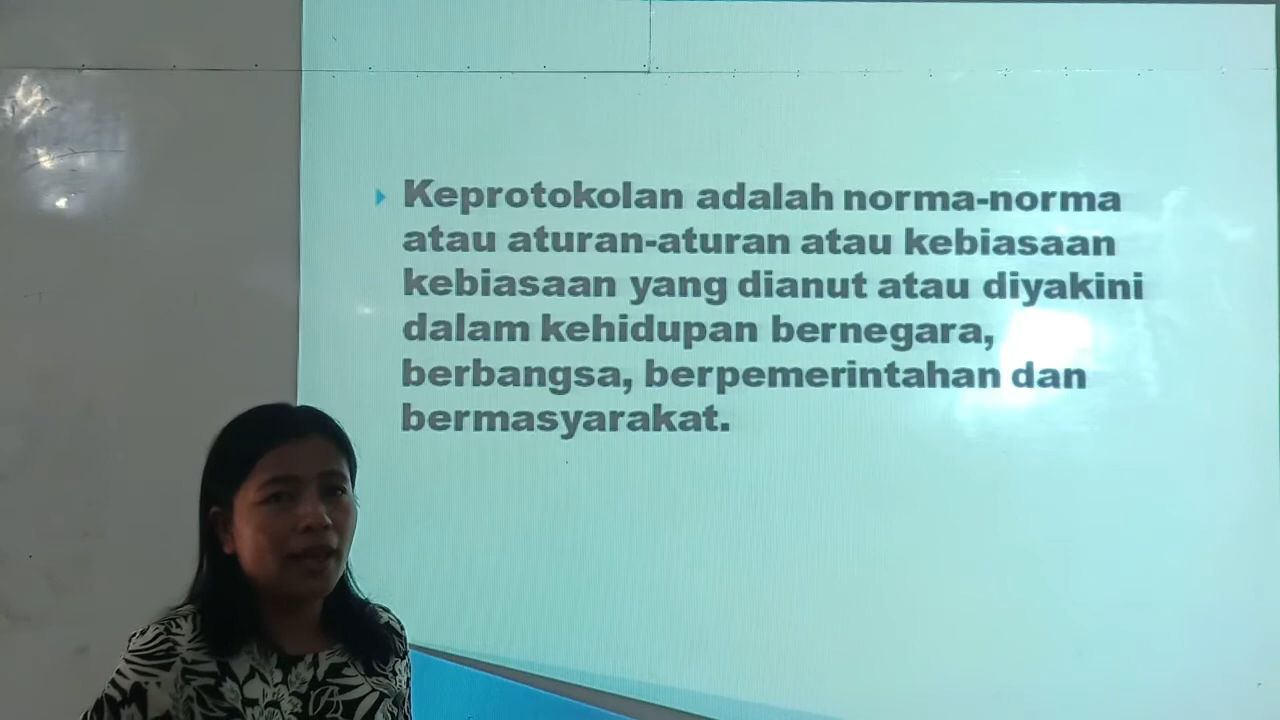 Keprotokolan adalah norma-norma
atau aturan-aturan atau kebiasaan
kebiasaan yang dianut atau diyakini
dalam kehidupan bernegara,
berbangsa, berpemerintahan dan
bermasyarakat.